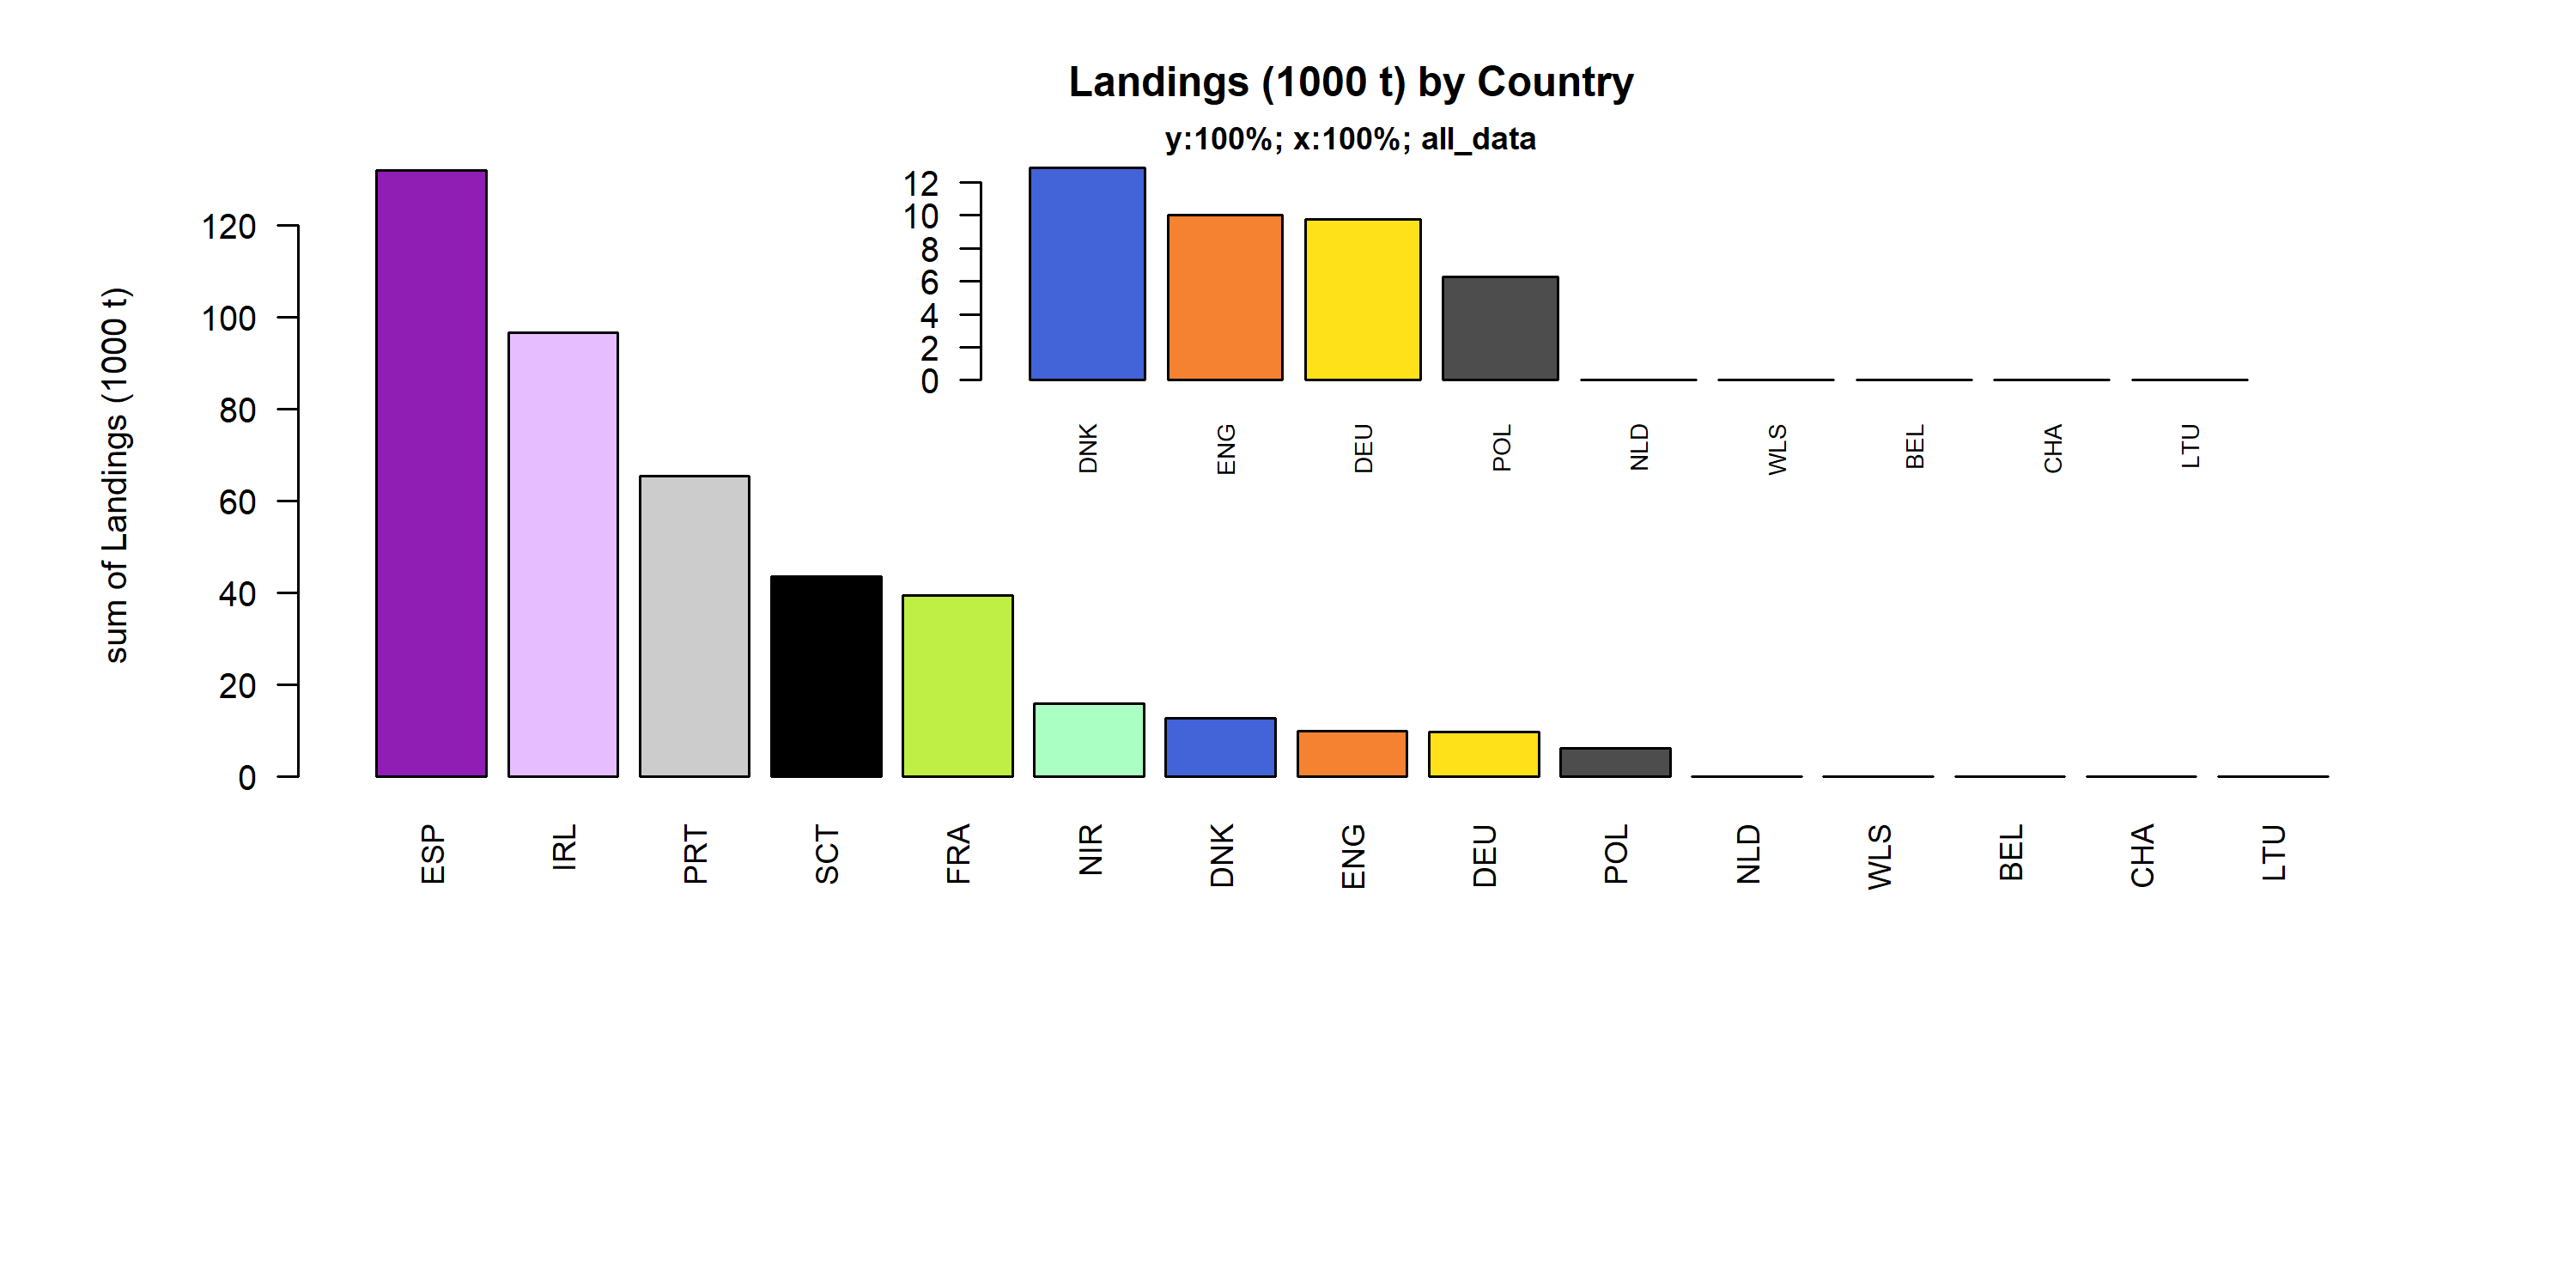 Landings (1000 t) by Country
y:100%; x:100%; all_data
12
10
8
6
4
2
0
DNK
ENG
DEU
POL
NLD
WLS
BEL
CHA
LTU
sum of Landings (1000 t)
120
100
80
60
40
20
0
ESP
IRL
PRT
SCT
FRA
NIR
DNK
ENG
DEU
POL
NLD
WLS
BEL
CHA
LTU